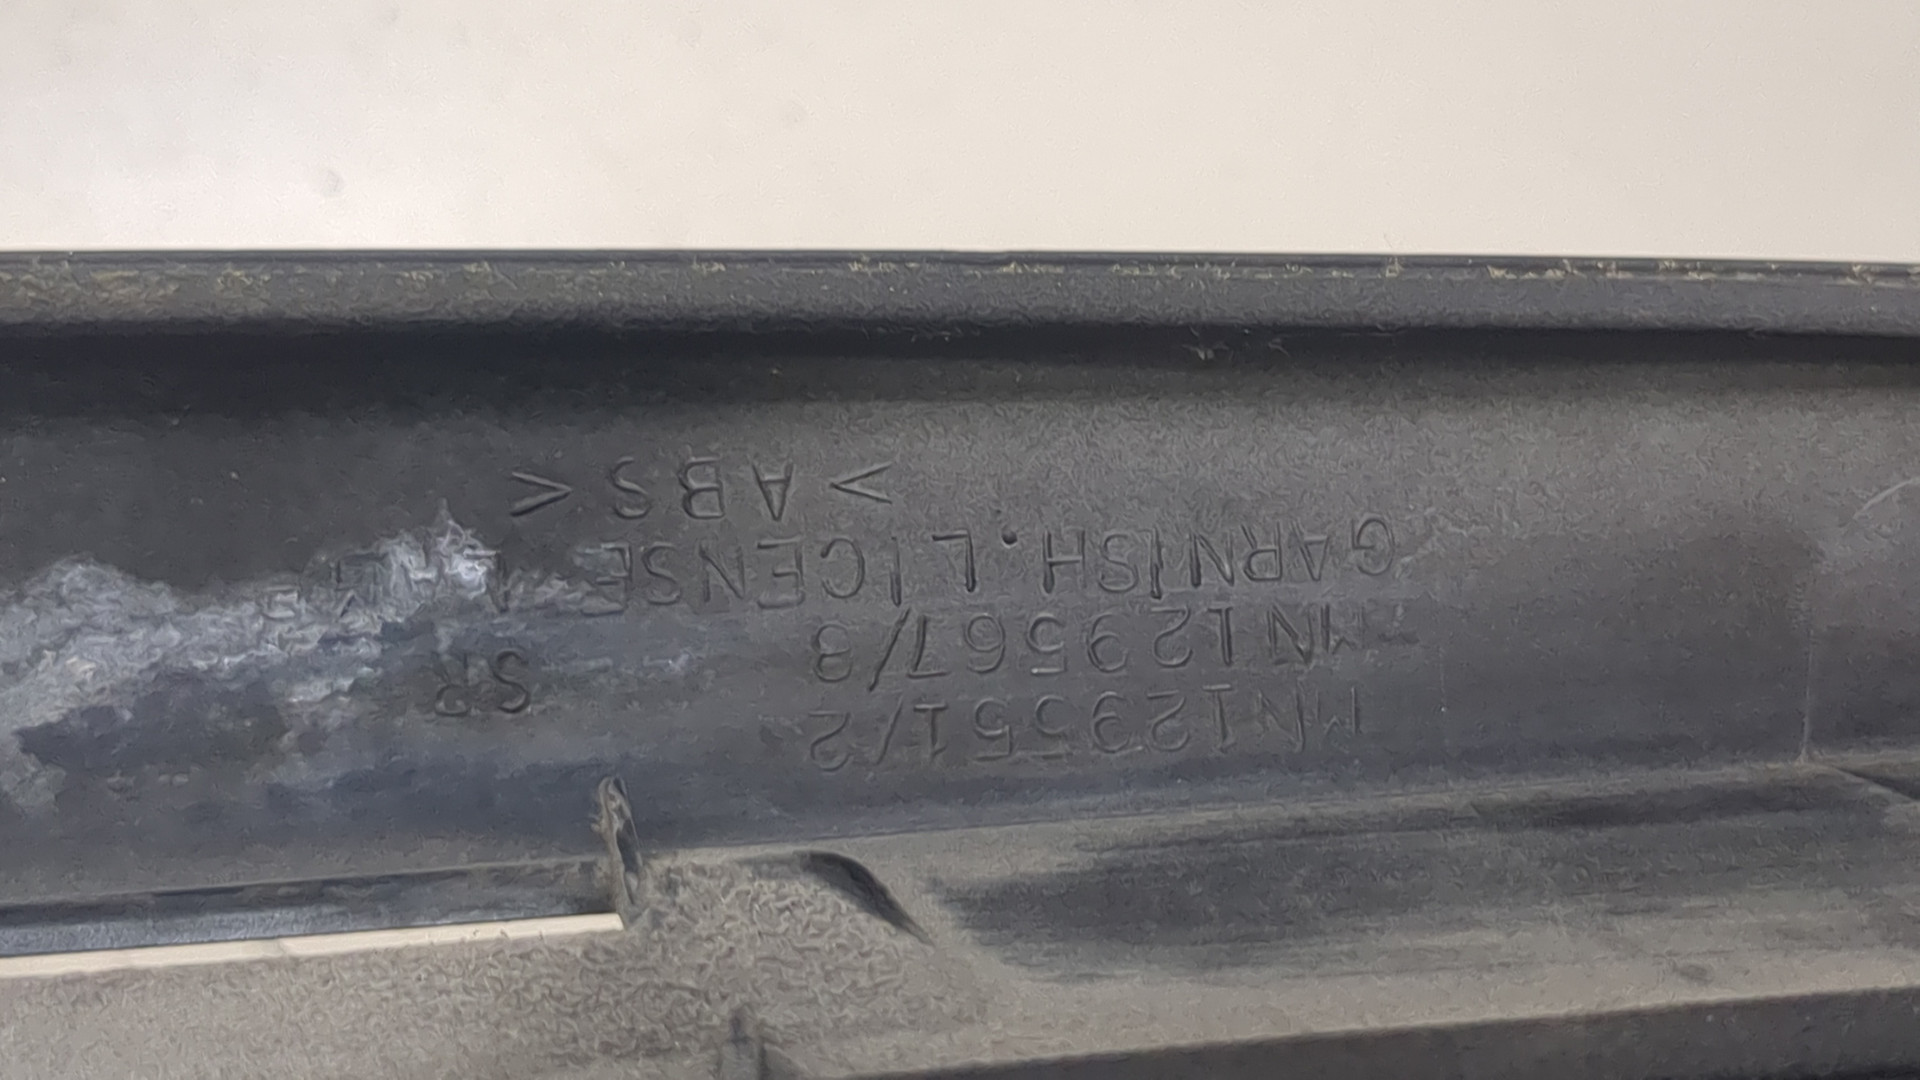 MN129551/2
MN129567/8 SR
GARNISH.LICENSE
>ABS<